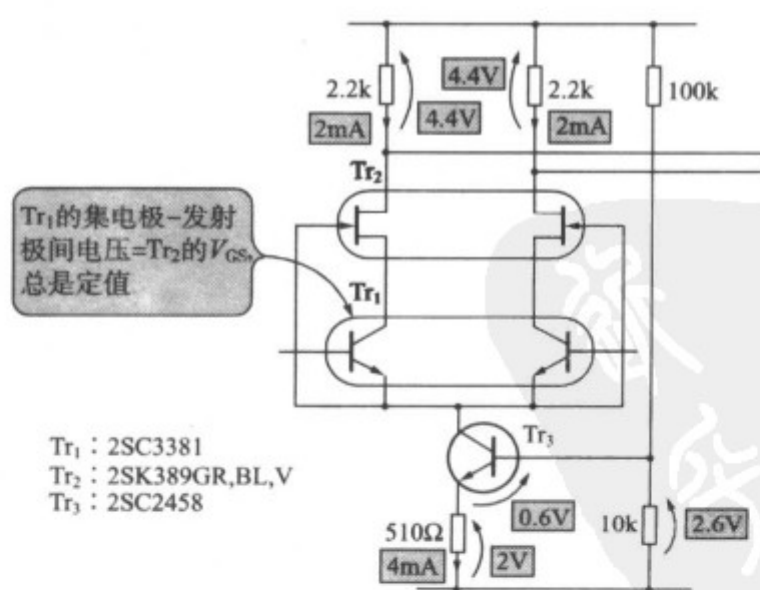 4.4V
2.2k
2.2k
100k
4.4V
2mA
2mA
Tr₂
Tr₁的集电极-发射
极间电压=Tr₂的V_GS,
总是定值
Tr₁
Tr₃
Tr₁：2SC3381
Tr₂：2SK389GR,BL,V
Tr₃：2SC2458
0.6V
510Ω
10k
2.6V
4mA
2V